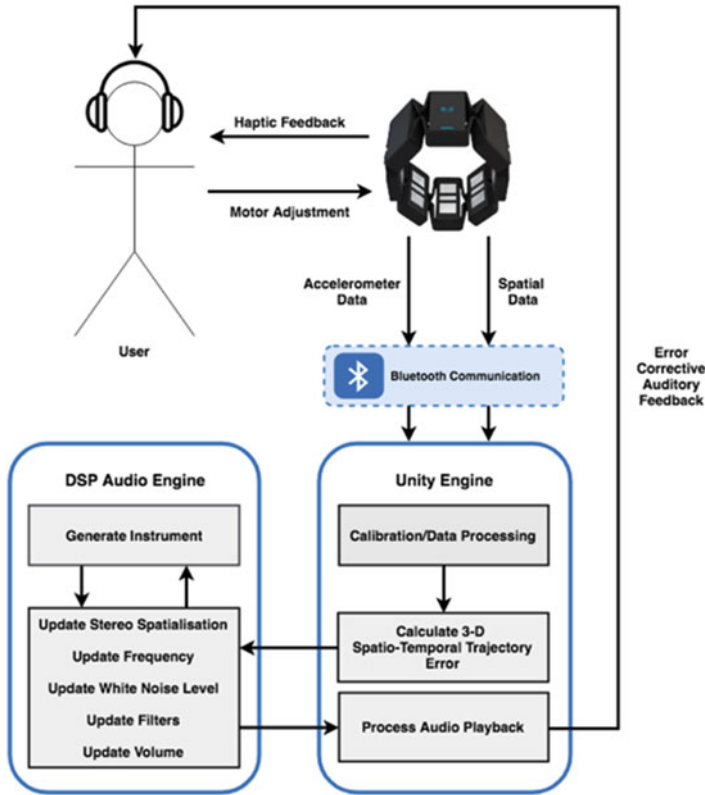 Haptic Feedback
Motor Adjustment
User
Accelerometer
Data
Spatial
Data
Bluetooth Communication
Error
Corrective
Auditory
Feedback
DSP Audio Engine
Generate Instrument
Update Stereo Spatialisation
Update Frequency
Update White Noise Level
Update Filters
Update Volume
Unity Engine
Calibration/Data Processing
Calculate 3-D
Spatio-Temporal Trajectory
Error
Process Audio Playback